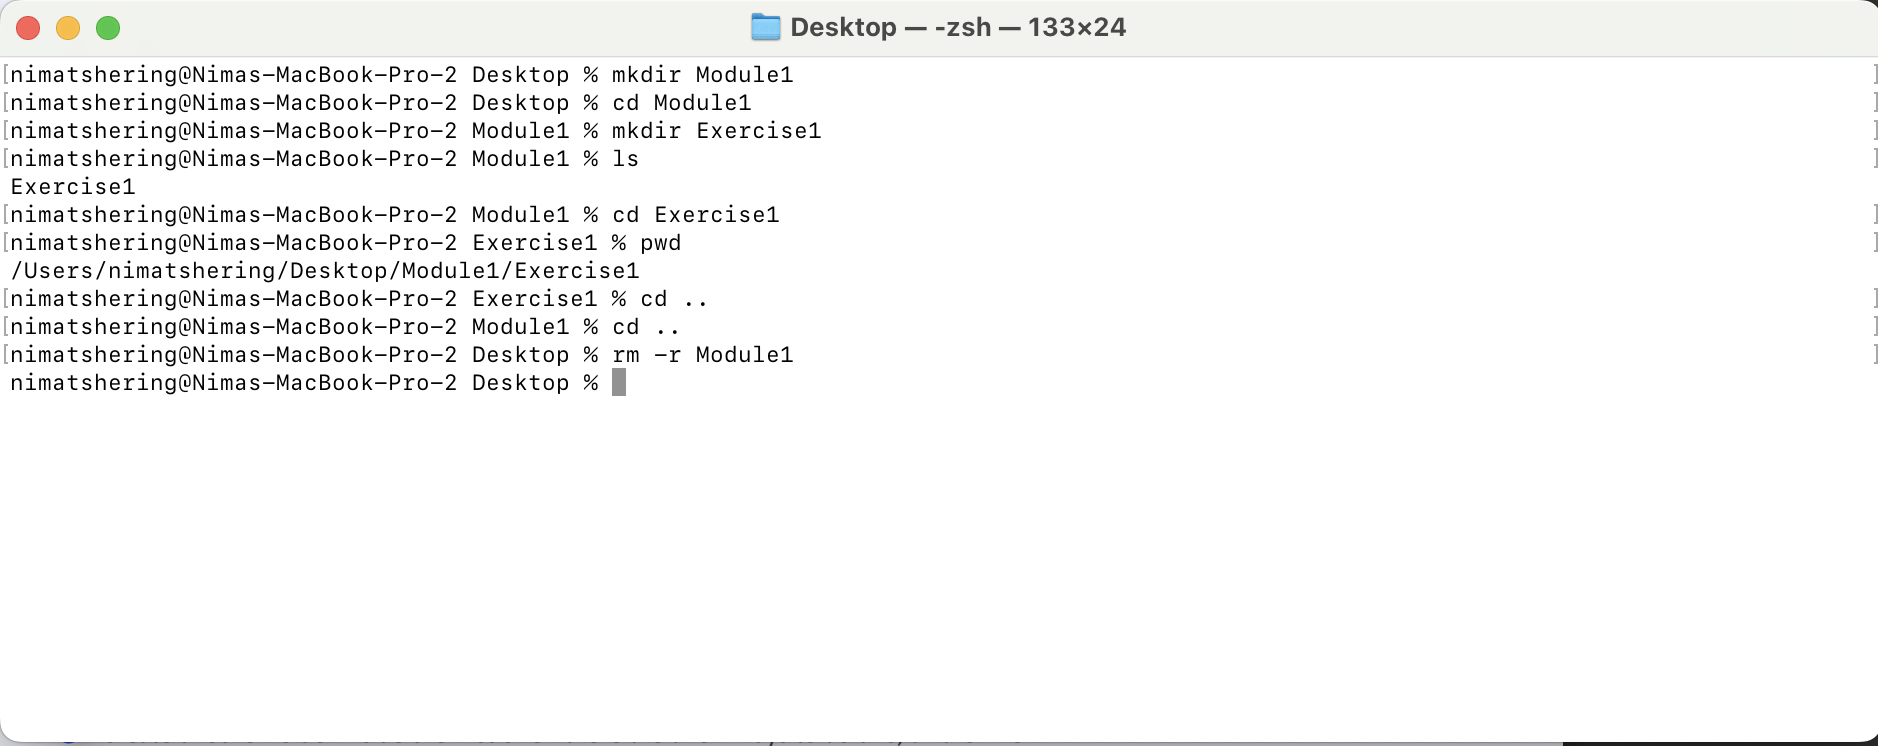 Desktop — -zsh — 133×24
[nimatshering@Nimas-MacBook-Pro-2 Desktop % mkdir Module1 ]
[nimatshering@Nimas-MacBook-Pro-2 Desktop % cd Module1 ]
[nimatshering@Nimas-MacBook-Pro-2 Module1 % mkdir Exercise1 ]
[nimatshering@Nimas-MacBook-Pro-2 Module1 % ls ]
Exercise1
[nimatshering@Nimas-MacBook-Pro-2 Module1 % cd Exercise1 ]
[nimatshering@Nimas-MacBook-Pro-2 Exercise1 % pwd ]
/Users/nimatshering/Desktop/Module1/Exercise1
[nimatshering@Nimas-MacBook-Pro-2 Exercise1 % cd .. ]
[nimatshering@Nimas-MacBook-Pro-2 Module1 % cd .. ]
[nimatshering@Nimas-MacBook-Pro-2 Desktop % rm -r Module1 ]
nimatshering@Nimas-MacBook-Pro-2 Desktop %